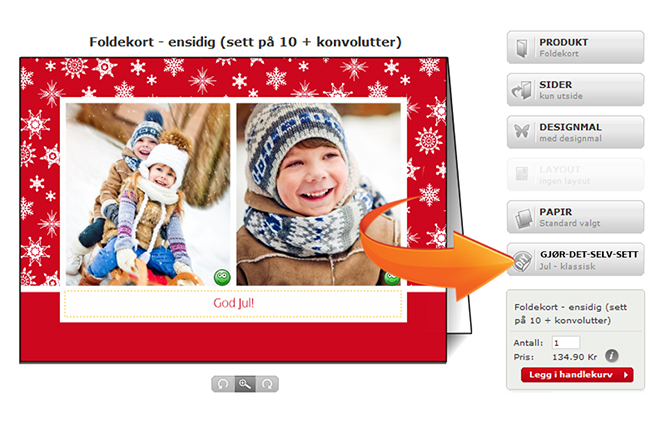 Foldekort - ensidig (sett på 10 + konvolutter)
God Jul!
PRODUKT
Foldekort
SIDER
kun utside
DESIGNMAL
med designmal
LAYOUT
ingen layout
PAPIR
Standard valgt
DIY
GJØR-DET-SELV-SETT
Jul - klassisk
Foldekort - ensidig (sett
på 10 + konvolutter)
Antall: 1
Pris: 134.90 Kr i
Legg i handlekurv